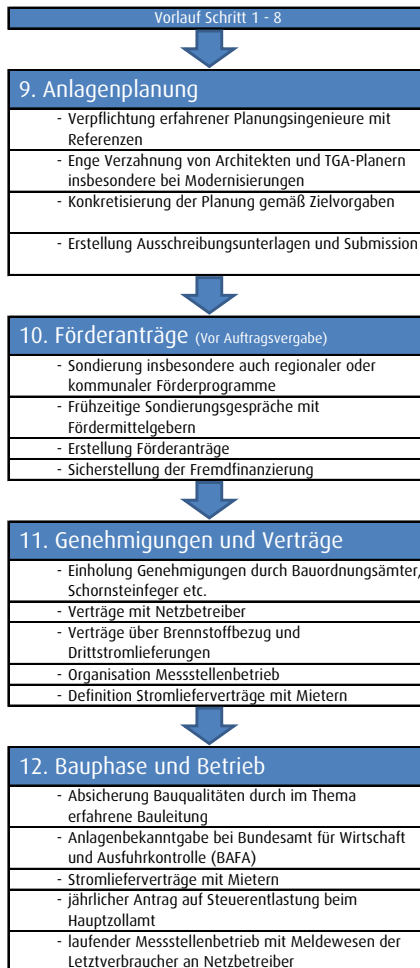 Vorlauf Schritt 1 - 8
9. Anlagenplanung
- Verpflichtung erfahrener Planungsingenieure mit
Referenzen
- Enge Verzahnung von Architekten und TGA-Planern
insbesondere bei Modernisierungen
- Konkretisierung der Planung gemäß Zielvorgaben
- Erstellung Ausschreibungsunterlagen und Submission
10. Förderanträge (Vor Auftragsvergabe)
- Sondierung insbesondere auch regionaler oder
kommunaler Förderprogramme
- Frühzeitige Sondierungsgespräche mit
Fördermittelgebern
- Erstellung Förderanträge
- Sicherstellung der Fremdfinanzierung
11. Genehmigungen und Verträge
- Einholung Genehmigungen durch Bauordnungsämter,
Schornsteinfeger etc.
- Verträge mit Netzbetreiber
- Verträge über Brennstoffbezug und
Drittstromlieferungen
- Organisation Messstellenbetrieb
- Definition Stromlieferverträge mit Mietern
12. Bauphase und Betrieb
- Absicherung Bauqualitäten durch im Thema
erfahrene Bauleitung
- Anlagenbekanntgabe bei Bundesamt für Wirtschaft
und Ausfuhrkontrolle (BAFA)
- Stromlieferverträge mit Mietern
- jährlicher Antrag auf Steuerentlastung beim
Hauptzollamt
- laufender Messstellenbetrieb mit Meldewesen der
Letztverbraucher an Netzbetreiber